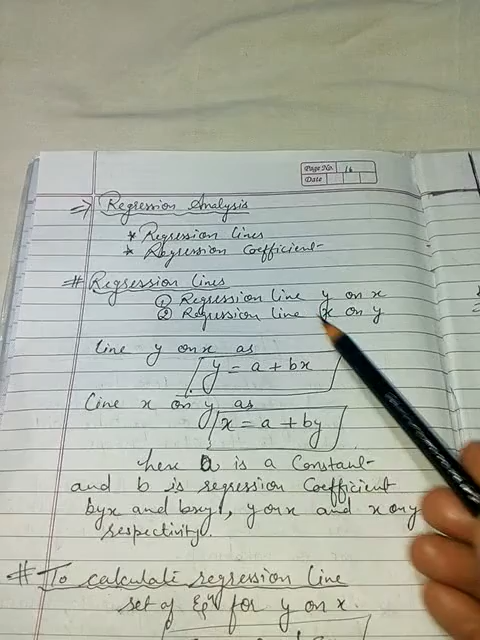 Page No. 16
Date
⇒ Regression Analysis
* Regression lines
* Regression Coefficient
# Regression lines
① Regression line y on x
② Regression line x on y
line y on x as
y = a + bx
Line x on y as
x = a + by
here a is a Constant
and b is regression Coefficient
byx and bxy, y on x and x on y
respectivity.
# To calculate regression line
set of Eqn for y on x.